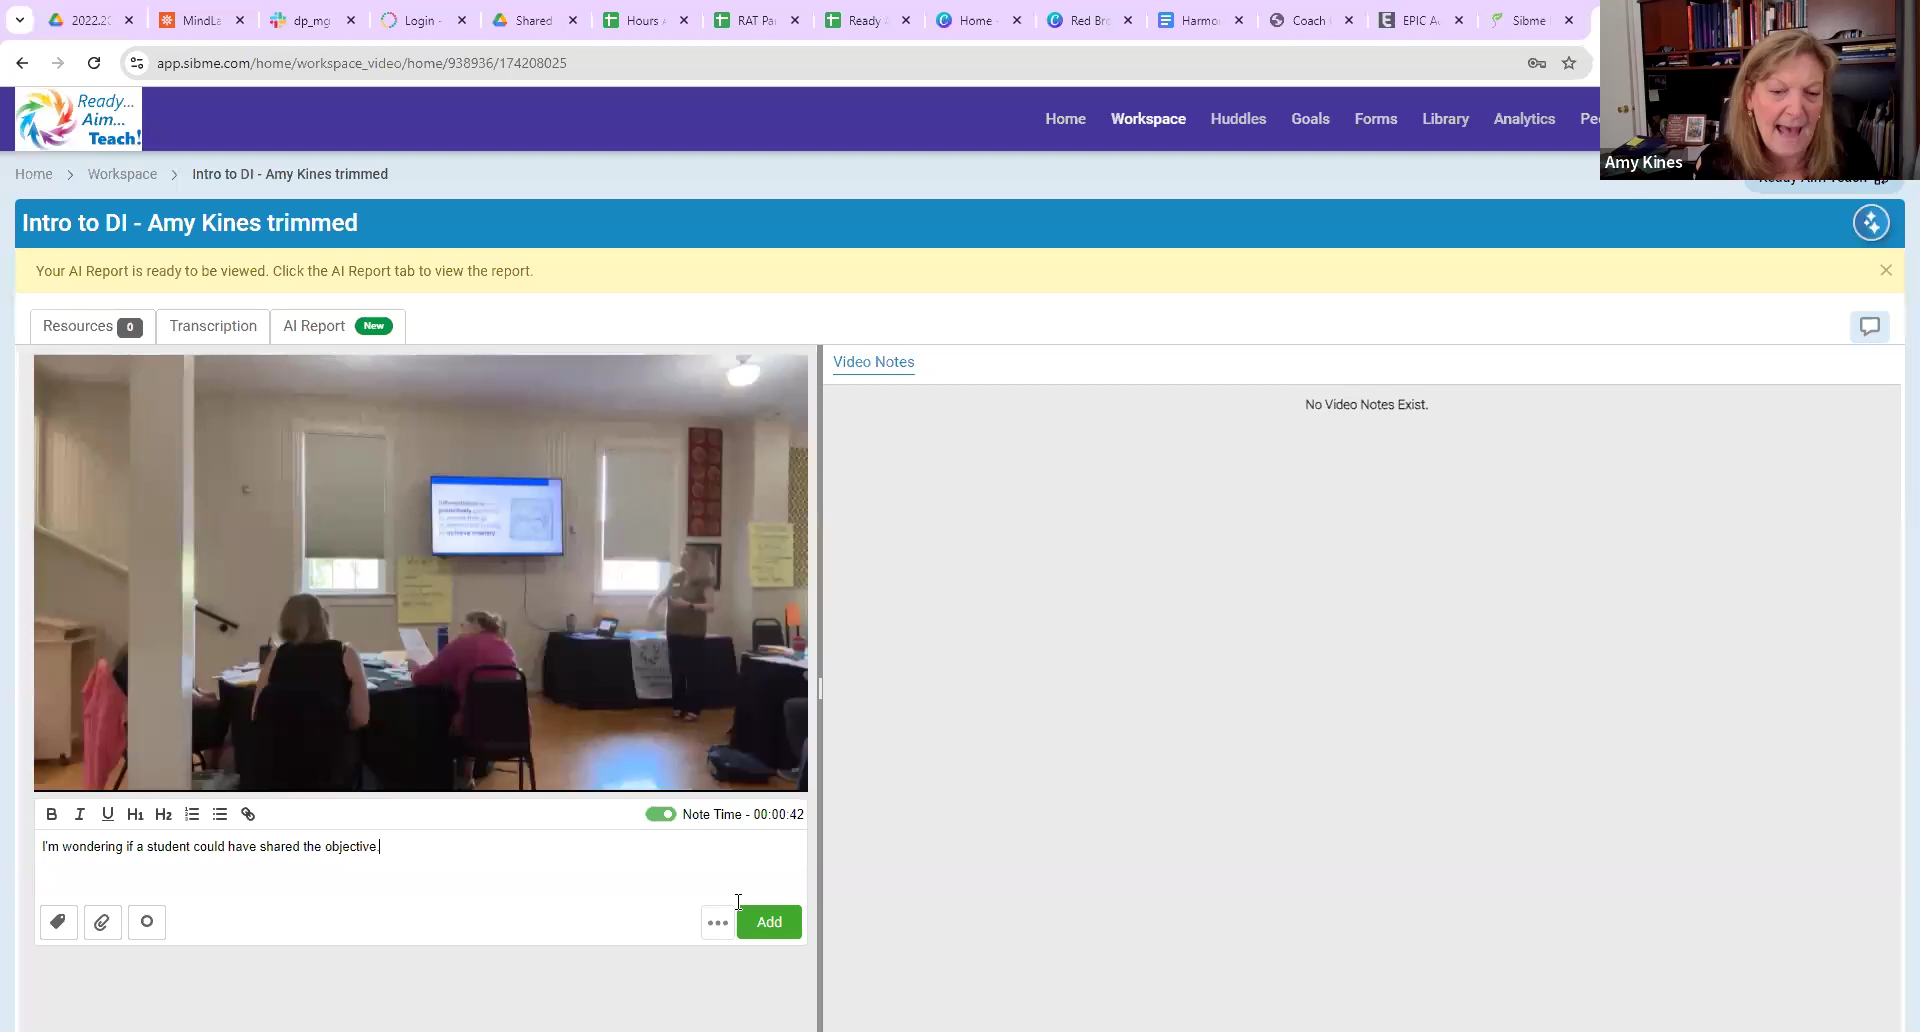 2022.2
MindL
dp_mg
Login -
Shared
Hours
RAT Pa
Ready
Home -
Red Br
Harmo
Coach
EPIC A
Sibme
app.sibme.com/home/workspace_video/home/938936/174208025
Ready...
Aim...
Teach!
Home
Workspace
Huddles
Goals
Forms
Library
Analytics
Amy Kines
Home > Workspace > Intro to DI - Amy Kines trimmed
Intro to DI - Amy Kines trimmed
Your AI Report is ready to be viewed. Click the AI Report tab to view the report.
Resources 0
Transcription
AI Report New
Video Notes
No Video Notes Exist.
B I U H1 H2
Note Time - 00:00:42
I'm wondering if a student could have shared the objective.
Add